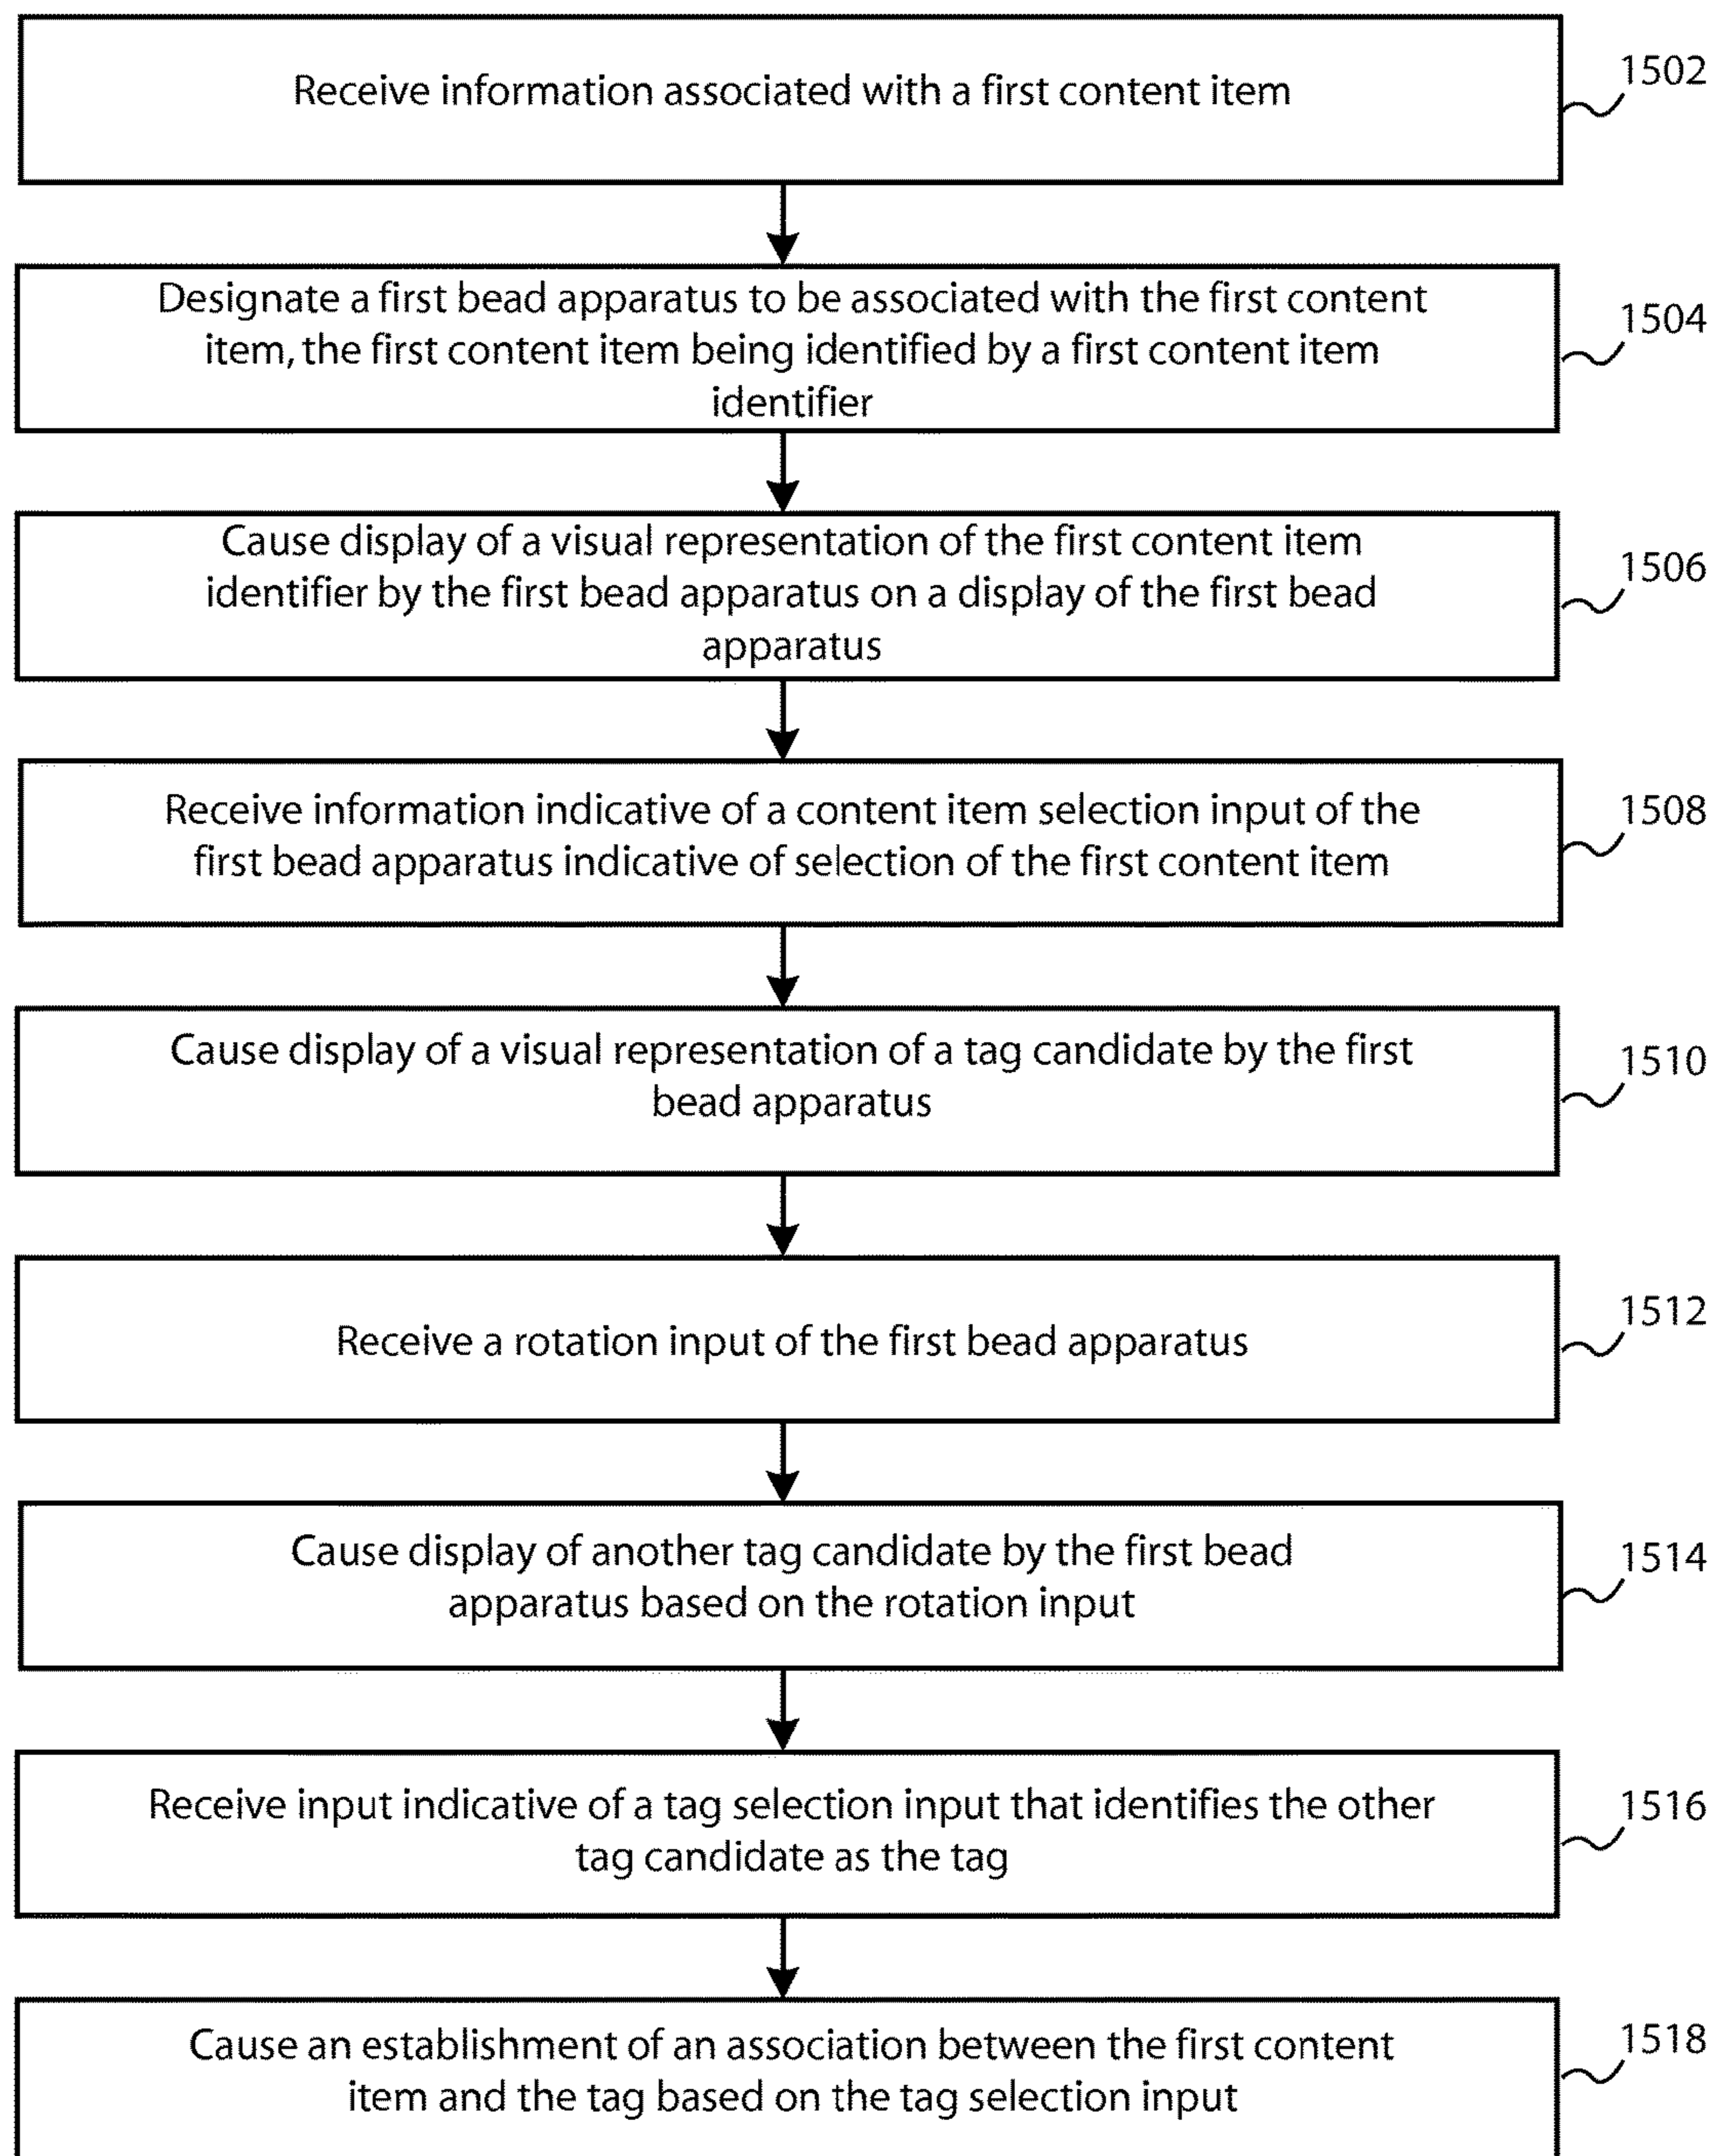 Receive information associated with a first content item
1502
Designate a first bead apparatus to be associated with the first content
item, the first content item being identified by a first content item
identifier
1504
Cause display of a visual representation of the first content item
identifier by the first bead apparatus on a display of the first bead
apparatus
1506
Receive information indicative of a content item selection input of the
first bead apparatus indicative of selection of the first content item
1508
Cause display of a visual representation of a tag candidate by the first
bead apparatus
1510
Receive a rotation input of the first bead apparatus
1512
Cause display of another tag candidate by the first bead
apparatus based on the rotation input
1514
Receive input indicative of a tag selection input that identifies the other
tag candidate as the tag
1516
Cause an establishment of an association between the first content
item and the tag based on the tag selection input
1518